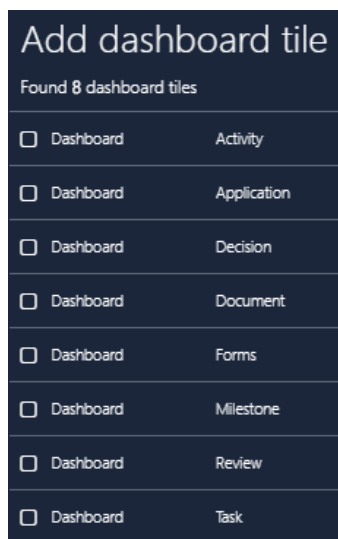 Add dashboard tile
Found 8 dashboard tiles
Dashboard Activity
Dashboard Application
Dashboard Decision
Dashboard Document
Dashboard Forms
Dashboard Milestone
Dashboard Review
Dashboard Task